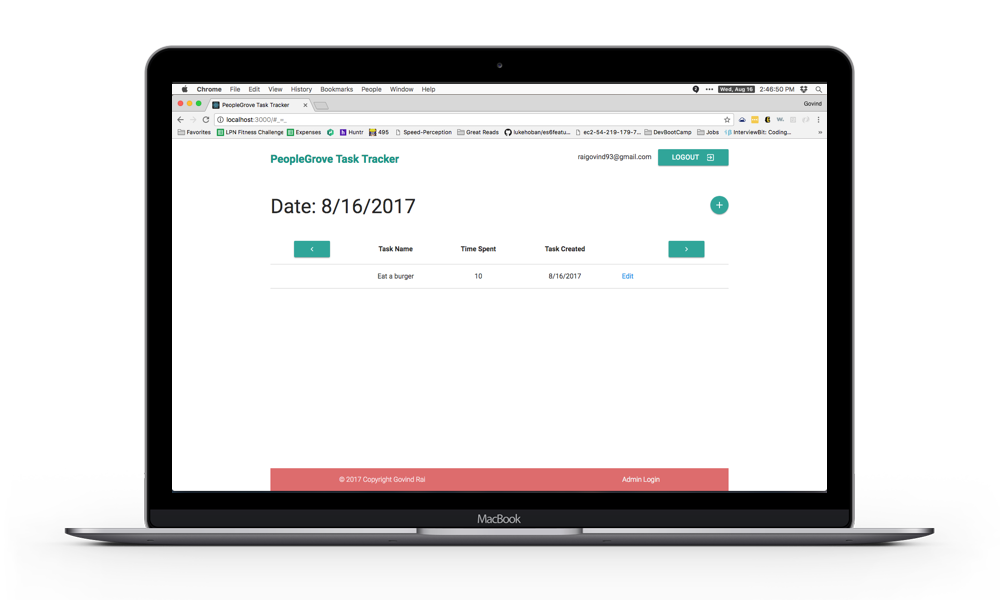 Chrome File Edit View History Bookmarks People Window Help Wed, Aug 16 2:46:50 PM
PeopleGrove Task Tracker Govind
localhost:3000/#_=_
Favorites LPN Fitness Challenge Expenses Huntr 495 Speed-Perception Great Reads lukehoban/es6featu... ec2-54-219-179-7... DevBootCamp Jobs InterviewBit: Coding... »
PeopleGrove Task Tracker raigovind93@gmail.com LOGOUT
Date: 8/16/2017 +
< Task Name Time Spent Task Created >
Eat a burger 10 8/16/2017 Edit
© 2017 Copyright Govind Rai Admin Login
MacBook